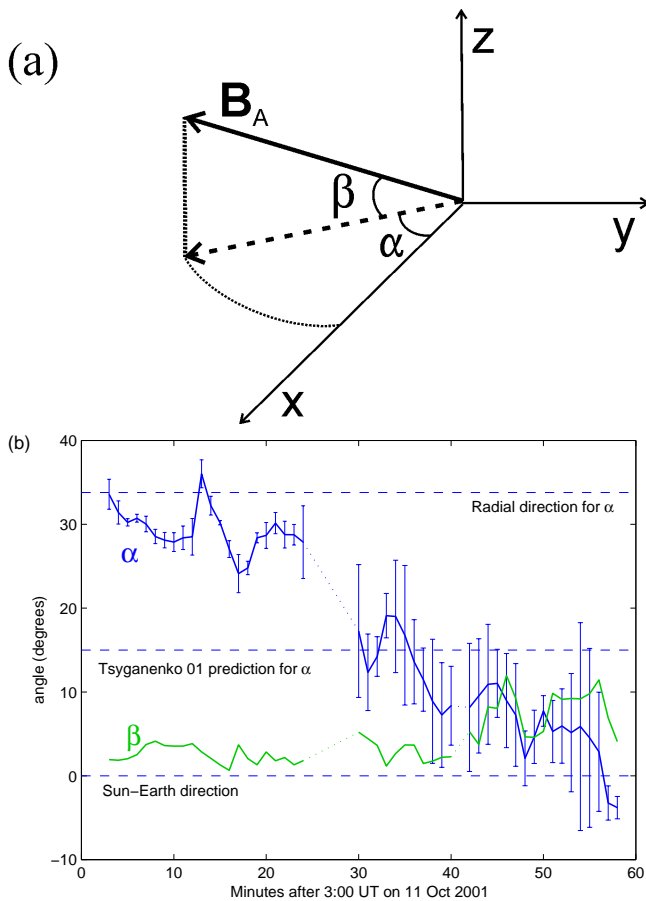 (a)
z
B_A
β
y
α
x
(b)
40
Radial direction for α
30
α
20
angle (degrees)
Tsyganenko 01 prediction for α
10
β
0
Sun−Earth direction
−10
0 10 20 30 40 50 60
Minutes after 3:00 UT on 11 Oct 2001